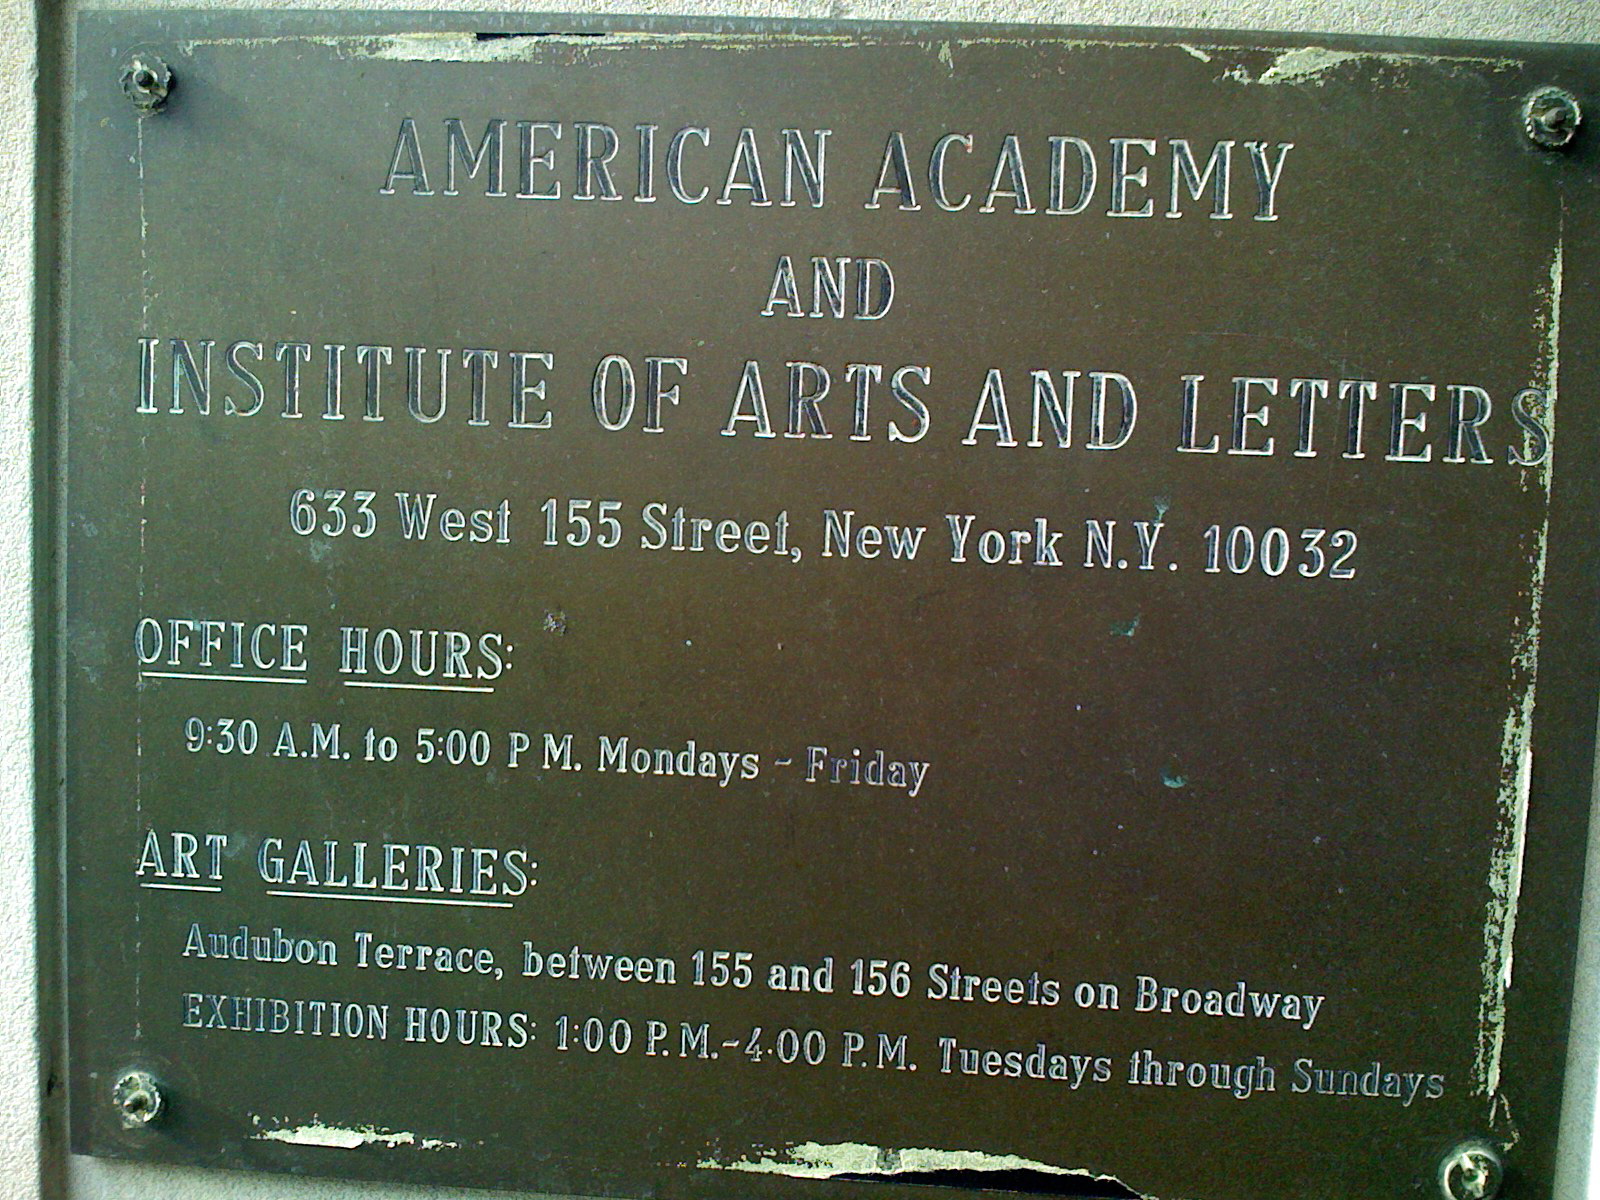 AMERICAN ACADEMY
AND
INSTITUTE OF ARTS AND LETTERS
633 West 155 Street, New York N.Y. 10032
OFFICE HOURS:
9:30 A.M. to 5:00 P M. Mondays - Friday
ART GALLERIES:
Audubon Terrace, between 155 and 156 Streets on Broadway
EXHIBITION HOURS: 1:00 P.M.-4:00 P.M. Tuesdays through Sundays